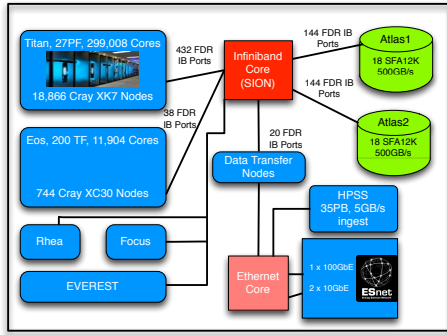 Titan, 27PF, 299,008 Cores
18,866 Cray XK7 Nodes
432 FDR
IB Ports
Infiniband
Core
(SION)
144 FDR IB
Ports
Atlas1
18 SFA12K
500GB/s
144 FDR IB
Ports
Atlas2
18 SFA12K
500GB/s
38 FDR
IB Ports
Eos, 200 TF, 11,904 Cores
744 Cray XC30 Nodes
20 FDR
IB Ports
Data Transfer
Nodes
HPSS
35PB, 5GB/s
ingest
Rhea
Focus
EVEREST
Ethernet
Core
1 x 100GbE
2 x 10GbE
ESnet